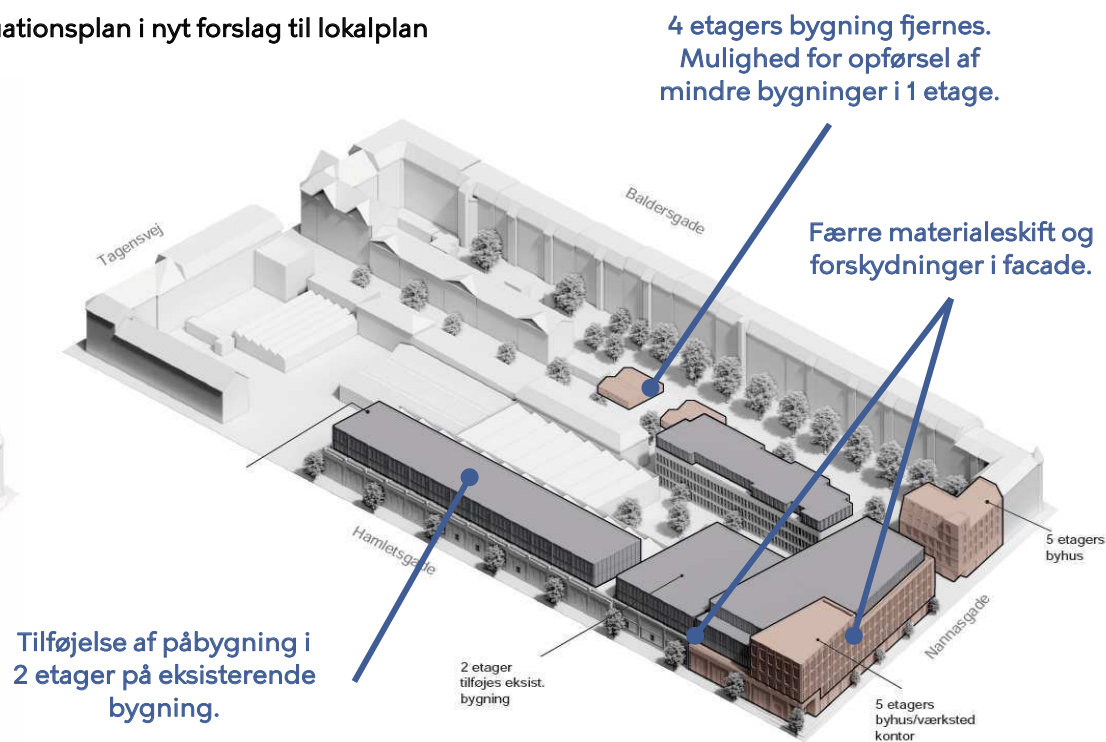 uationsplan i nyt forslag til lokalplan
4 etagers bygning fjernes.
Mulighed for opførsel af
mindre bygninger i 1 etage.
Baldersgade
Tagensvej
Færre materialeskift og
forskydninger i facade.
Hamletsgade
5 etagers
byhus
Nannasgade
Tilføjelse af påbygning i
2 etager på eksisterende
bygning.
2 etager
tilføjes eksist.
bygning
5 etagers
byhus/værksted
kontor